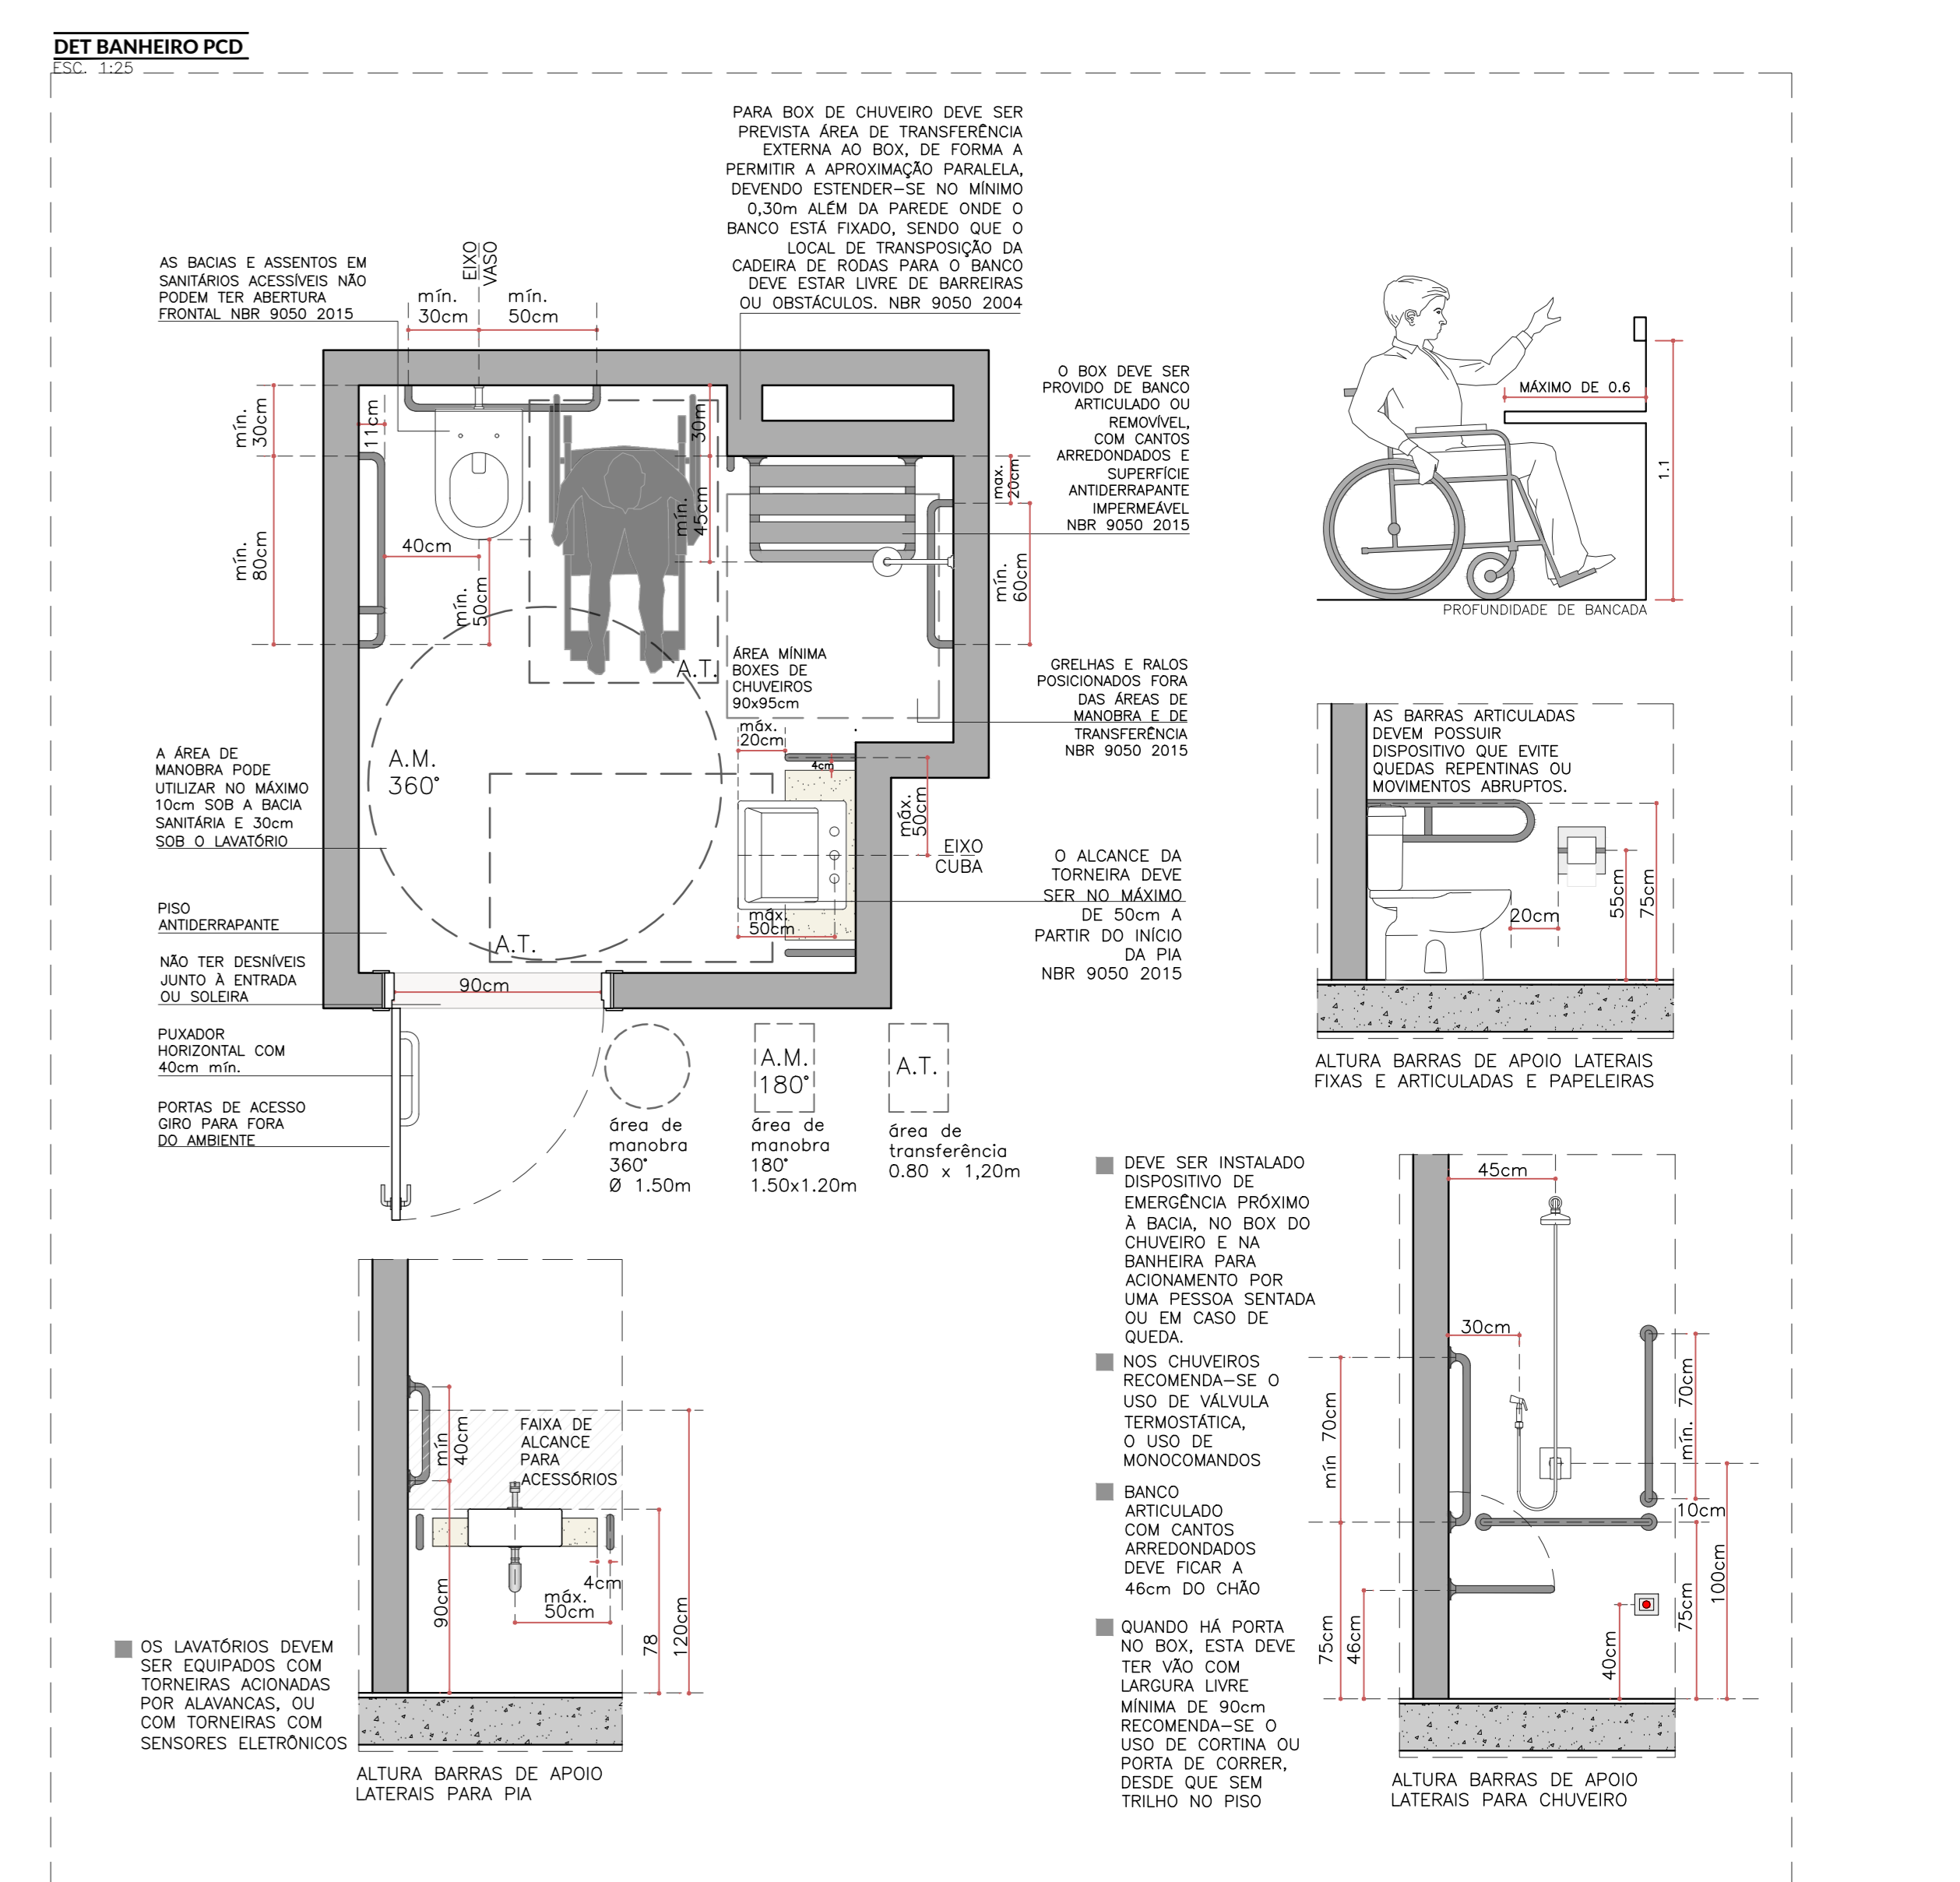 DET BANHEIRO PCD
ESC. 1:25
PARA BOX DE CHUVEIRO DEVE SER
PREVISTA ÁREA DE TRANSFERÊNCIA
EXTERNA AO BOX, DE FORMA A
PERMITIR A APROXIMAÇÃO PARALELA,
DEVENDO ESTENDER-SE NO MÍNIMO
0,30m ALÉM DA PAREDE ONDE O
BANCO ESTÁ FIXADO, SENDO QUE O
LOCAL DE TRANSPOSIÇÃO DA
CADEIRA DE RODAS PARA O BANCO
DEVE ESTAR LIVRE DE BARREIRAS
OU OBSTÁCULOS. NBR 9050 2004
AS BACIAS E ASSENTOS EM
SANITÁRIOS ACESSÍVEIS NÃO
PODEM TER ABERTURA
FRONTAL NBR 9050 2015
EIXO
VASO
mín.
30cm
mín.
50cm
mín.
30cm
11cm
mín.
80cm
40cm
mín.
50cm
30m
mín.
45cm
max.
20cm
mín.
60cm
O BOX DEVE SER
PROVIDO DE BANCO
ARTICULADO OU
REMOVÍVEL,
COM CANTOS
ARREDONDADOS E
SUPERFÍCIE
ANTIDERRAPANTE
IMPERMEÁVEL
NBR 9050 2015
MÁXIMO DE 0.6
1.1
PROFUNDIDADE DE BANCADA
A.T.
ÁREA MÍNIMA
BOXES DE
CHUVEIROS
90x95cm
GRELHAS E RALOS
POSICIONADOS FORA
DAS ÁREAS DE
MANOBRA E DE
TRANSFERÊNCIA
NBR 9050 2015
máx.
20cm
4cm
máx.
50cm
EIXO
CUBA
máx.
50cm
A.M.
360°
A.T.
A ÁREA DE
MANOBRA PODE
UTILIZAR NO MÁXIMO
10cm SOB A BACIA
SANITÁRIA E 30cm
SOB O LAVATÓRIO
PISO
ANTIDERRAPANTE
NÃO TER DESNÍVEIS
JUNTO À ENTRADA
OU SOLEIRA
PUXADOR
HORIZONTAL COM
40cm mín.
PORTAS DE ACESSO
GIRO PARA FORA
DO AMBIENTE
90cm
O ALCANCE DA
TORNEIRA DEVE
SER NO MÁXIMO
DE 50cm A
PARTIR DO INÍCIO
DA PIA
NBR 9050 2015
AS BARRAS ARTICULADAS
DEVEM POSSUIR
DISPOSITIVO QUE EVITE
QUEDAS REPENTINAS OU
MOVIMENTOS ABRUPTOS.
20cm
55cm
75cm
ALTURA BARRAS DE APOIO LATERAIS
FIXAS E ARTICULADAS E PAPELEIRAS
área de
manobra
360°
Ø 1.50m
A.M.
180°
área de
manobra
180°
1.50x1.20m
A.T.
área de
transferência
0.80 x 1,20m
DEVE SER INSTALADO
DISPOSITIVO DE
EMERGÊNCIA PRÓXIMO
À BACIA, NO BOX DO
CHUVEIRO E NA
BANHEIRA PARA
ACIONAMENTO POR
UMA PESSOA SENTADA
OU EM CASO DE
QUEDA.
NOS CHUVEIROS
RECOMENDA-SE O
USO DE VÁLVULA
TERMOSTÁTICA,
O USO DE
MONOCOMANDOS
BANCO
ARTICULADO
COM CANTOS
ARREDONDADOS
DEVE FICAR A
46cm DO CHÃO
QUANDO HÁ PORTA
NO BOX, ESTA DEVE
TER VÃO COM
LARGURA LIVRE
MÍNIMA DE 90cm
RECOMENDA-SE O
USO DE CORTINA OU
PORTA DE CORRER,
DESDE QUE SEM
TRILHO NO PISO
45cm
30cm
mín 70cm
mín. 70cm
10cm
75cm
46cm
40cm
75cm
100cm
ALTURA BARRAS DE APOIO
LATERAIS PARA CHUVEIRO
mín
40cm
FAIXA DE
ALCANCE
PARA
ACESSÓRIOS
4cm
máx.
50cm
90cm
78
120cm
OS LAVATÓRIOS DEVEM
SER EQUIPADOS COM
TORNEIRAS ACIONADAS
POR ALAVANCAS, OU
COM TORNEIRAS COM
SENSORES ELETRÔNICOS
ALTURA BARRAS DE APOIO
LATERAIS PARA PIA